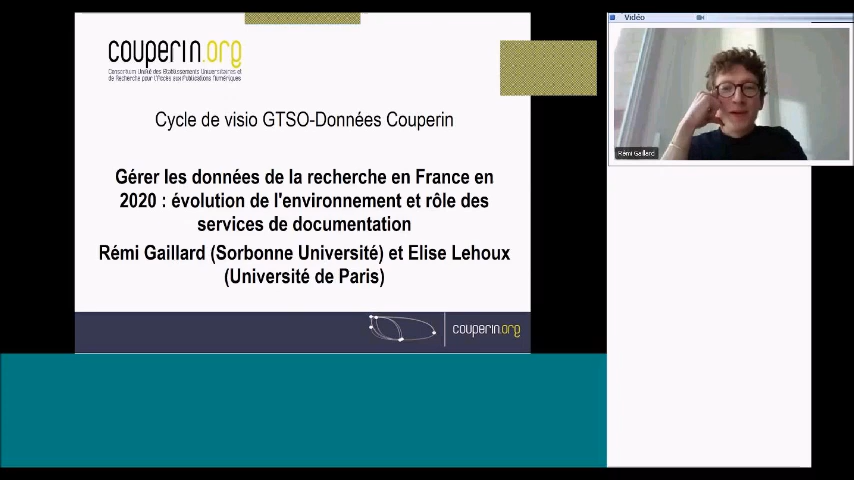 couperin.org
Consortium Unifié des Etablissements Universitaires et
de Recherche pour l'Accès aux Publications Numériques
Cycle de visio GTSO-Données Couperin
Gérer les données de la recherche en France en
2020 : évolution de l'environnement et rôle des
services de documentation
Rémi Gaillard (Sorbonne Université) et Elise Lehoux
(Université de Paris)
couperin.org
Vidéo
Rémi Gaillard